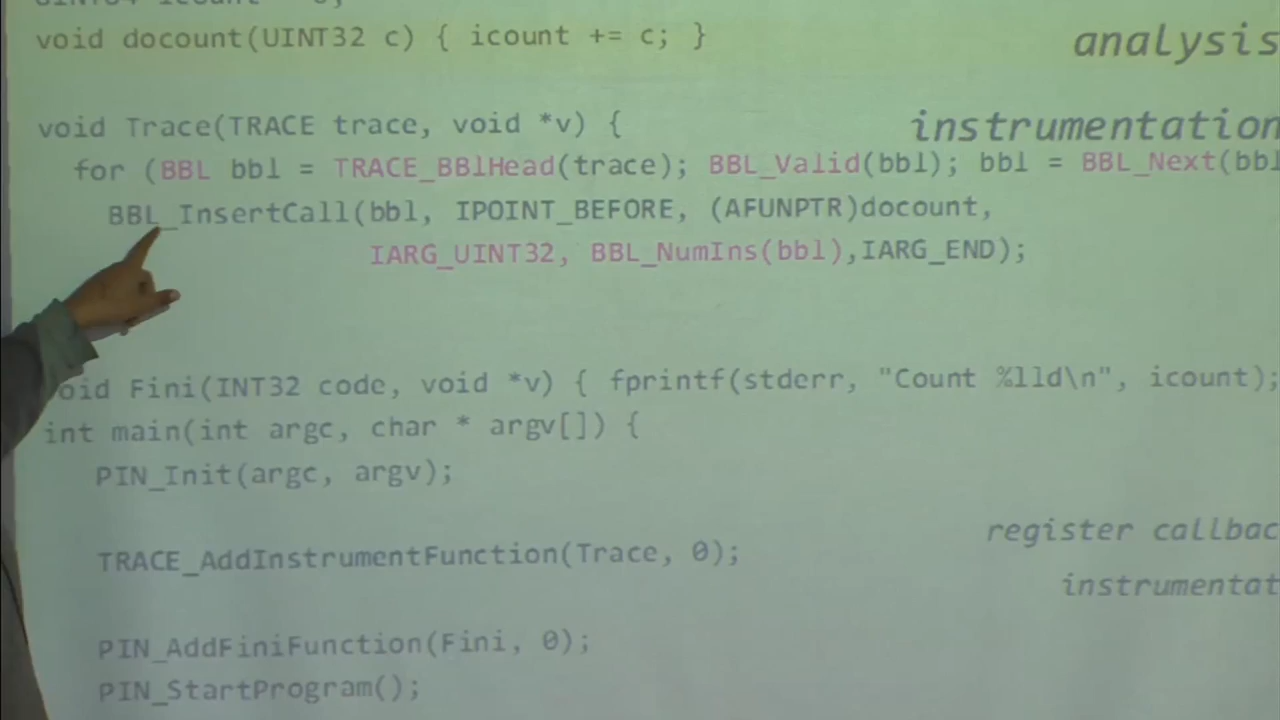 void docount(UINT32 c) { icount += c; } analysis
void Trace(TRACE trace, void *v) { instrumentation
for (BBL bbl = TRACE_BBlHead(trace); BBL_Valid(bbl); bbl = BBL_Next(bbl
BBL_InsertCall(bbl, IPOINT_BEFORE, (AFUNPTR)docount,
IARG_UINT32, BBL_NumIns(bbl),IARG_END);
oid Fini(INT32 code, void *v) { fprintf(stderr, "Count %lld\n", icount);
int main(int argc, char * argv[]) {
PIN_Init(argc, argv);
register callbac
TRACE_AddInstrumentFunction(Trace, 0);
instrumentat
PIN_AddFiniFunction(Fini, 0);
PIN_StartProgram();